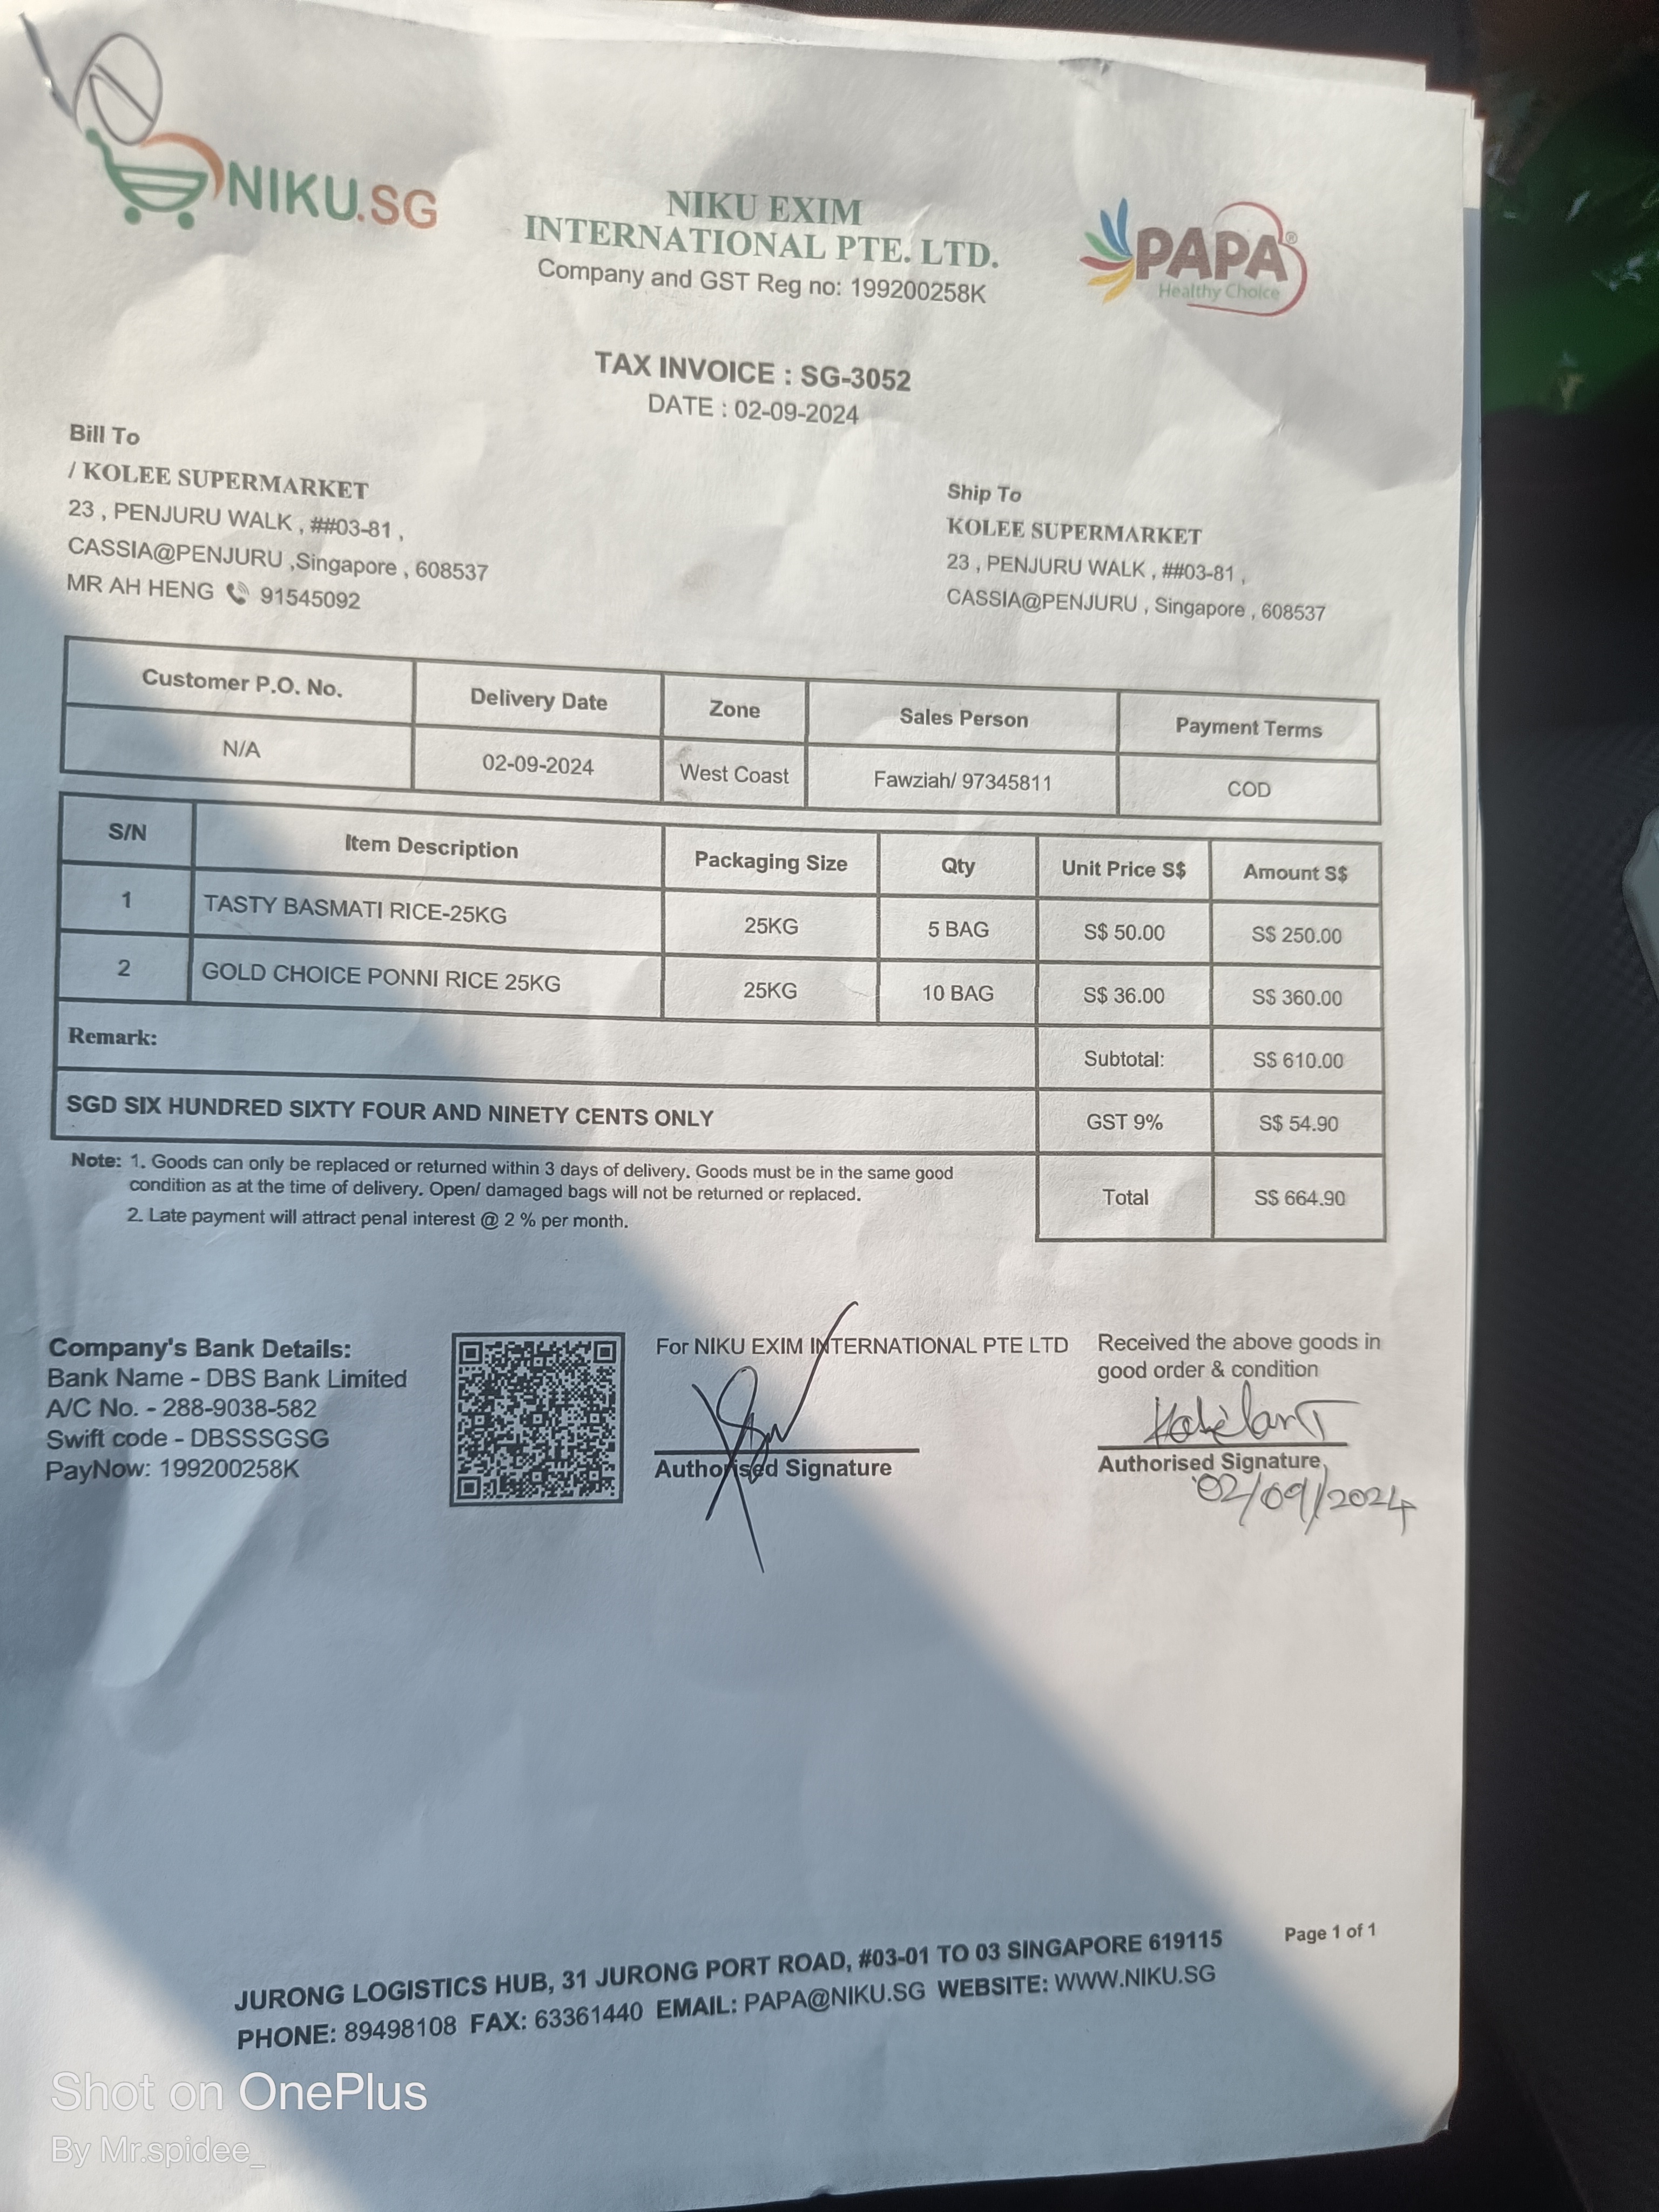 NIKU.SG
NIKU EXIM
INTERNATIONAL PTE. LTD.
Company and GST Reg no: 199200258K
PAPA®
Healthy Choice
TAX INVOICE : SG-3052
DATE : 02-09-2024
Bill To
/ KOLEE SUPERMARKET
23 , PENJURU WALK , ##03-81 ,
CASSIA@PENJURU ,Singapore , 608537
MR AH HENG 91545092
Ship To
KOLEE SUPERMARKET
23 , PENJURU WALK , ##03-81 ,
CASSIA@PENJURU , Singapore , 608537
Customer P.O. No. Delivery Date Zone Sales Person Payment Terms
N/A 02-09-2024 West Coast Fawziah/ 97345811 COD
S/N Item Description Packaging Size Qty Unit Price S$ Amount S$
1 TASTY BASMATI RICE-25KG 25KG 5 BAG S$ 50.00 S$ 250.00
2 GOLD CHOICE PONNI RICE 25KG 25KG 10 BAG S$ 36.00 S$ 360.00
Remark: Subtotal: S$ 610.00
SGD SIX HUNDRED SIXTY FOUR AND NINETY CENTS ONLY GST 9% S$ 54.90
Total S$ 664.90
Note: 1. Goods can only be replaced or returned within 3 days of delivery. Goods must be in the same good
condition as at the time of delivery. Open/ damaged bags will not be returned or replaced.
2. Late payment will attract penal interest @ 2 % per month.
Company's Bank Details:
Bank Name - DBS Bank Limited
A/C No. - 288-9038-582
Swift code - DBSSSGSG
PayNow: 199200258K
For NIKU EXIM INTERNATIONAL PTE LTD
Authorised Signature
Received the above goods in
good order & condition
Authorised Signature
02/09/2024
Page 1 of 1
JURONG LOGISTICS HUB, 31 JURONG PORT ROAD, #03-01 TO 03 SINGAPORE 619115
PHONE: 89498108 FAX: 63361440 EMAIL: PAPA@NIKU.SG WEBSITE: WWW.NIKU.SG
Shot on OnePlus
By Mr.spidee_